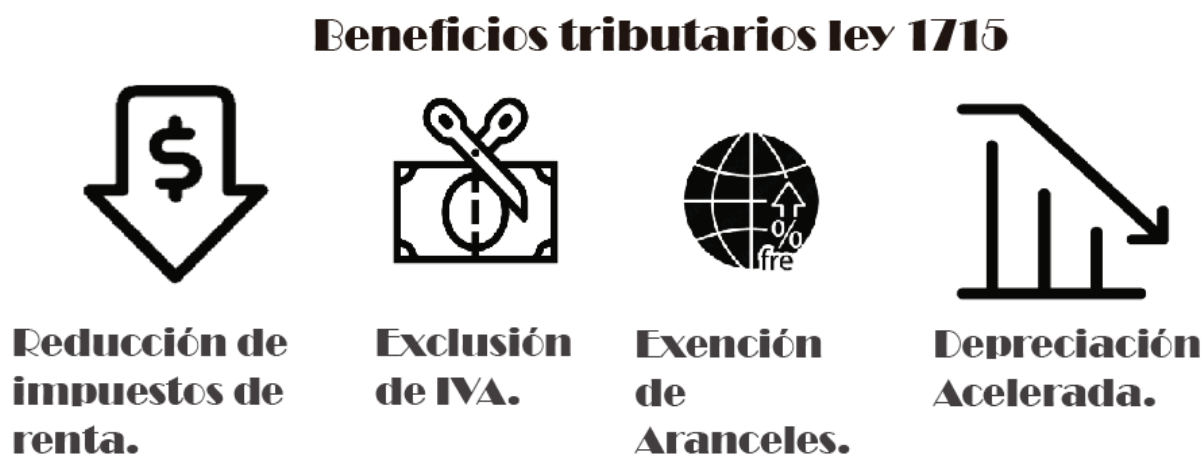 Beneficios tributarios ley 1715
$
%
fre
Reducción de
impuestos de
renta.
Exclusión
de IVA.
Exención
de
Aranceles.
Depreciación
Acelerada.